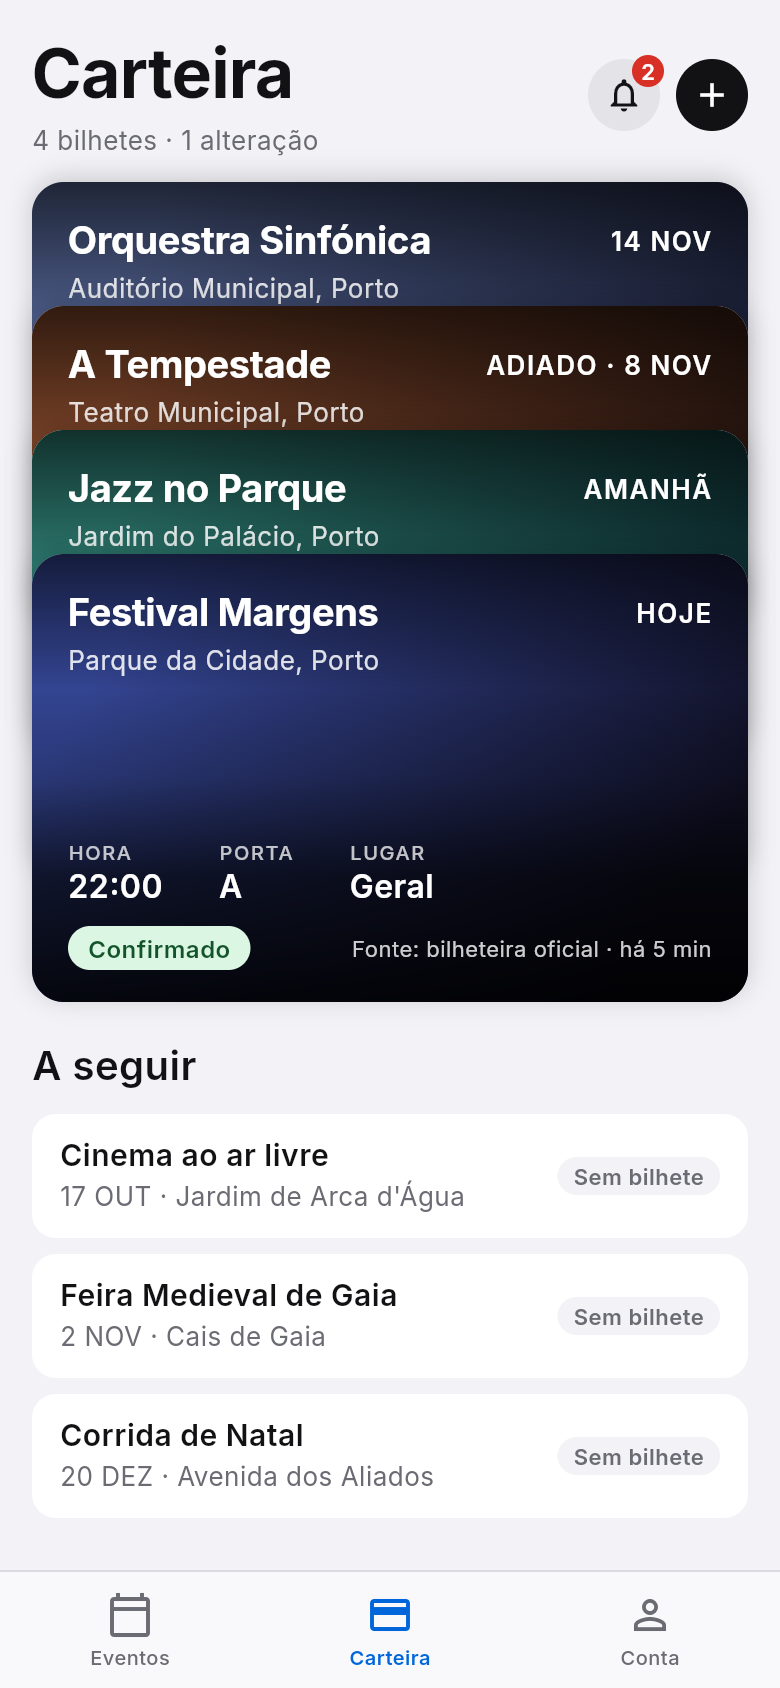 Carteira
2
4 bilhetes · 1 alteração
Orquestra Sinfónica
14 NOV
Auditório Municipal, Porto
A Tempestade
ADIADO · 8 NOV
Teatro Municipal, Porto
Jazz no Parque
AMANHÃ
Jardim do Palácio, Porto
Festival Margens
HOJE
Parque da Cidade, Porto
HORA
PORTA
LUGAR
22:00
A
Geral
Confirmado
Fonte: bilheteira oficial · há 5 min
A seguir
Cinema ao ar livre
17 OUT · Jardim de Arca d'Água
Sem bilhete
Feira Medieval de Gaia
2 NOV · Cais de Gaia
Sem bilhete
Corrida de Natal
20 DEZ · Avenida dos Aliados
Sem bilhete
Eventos
Carteira
Conta